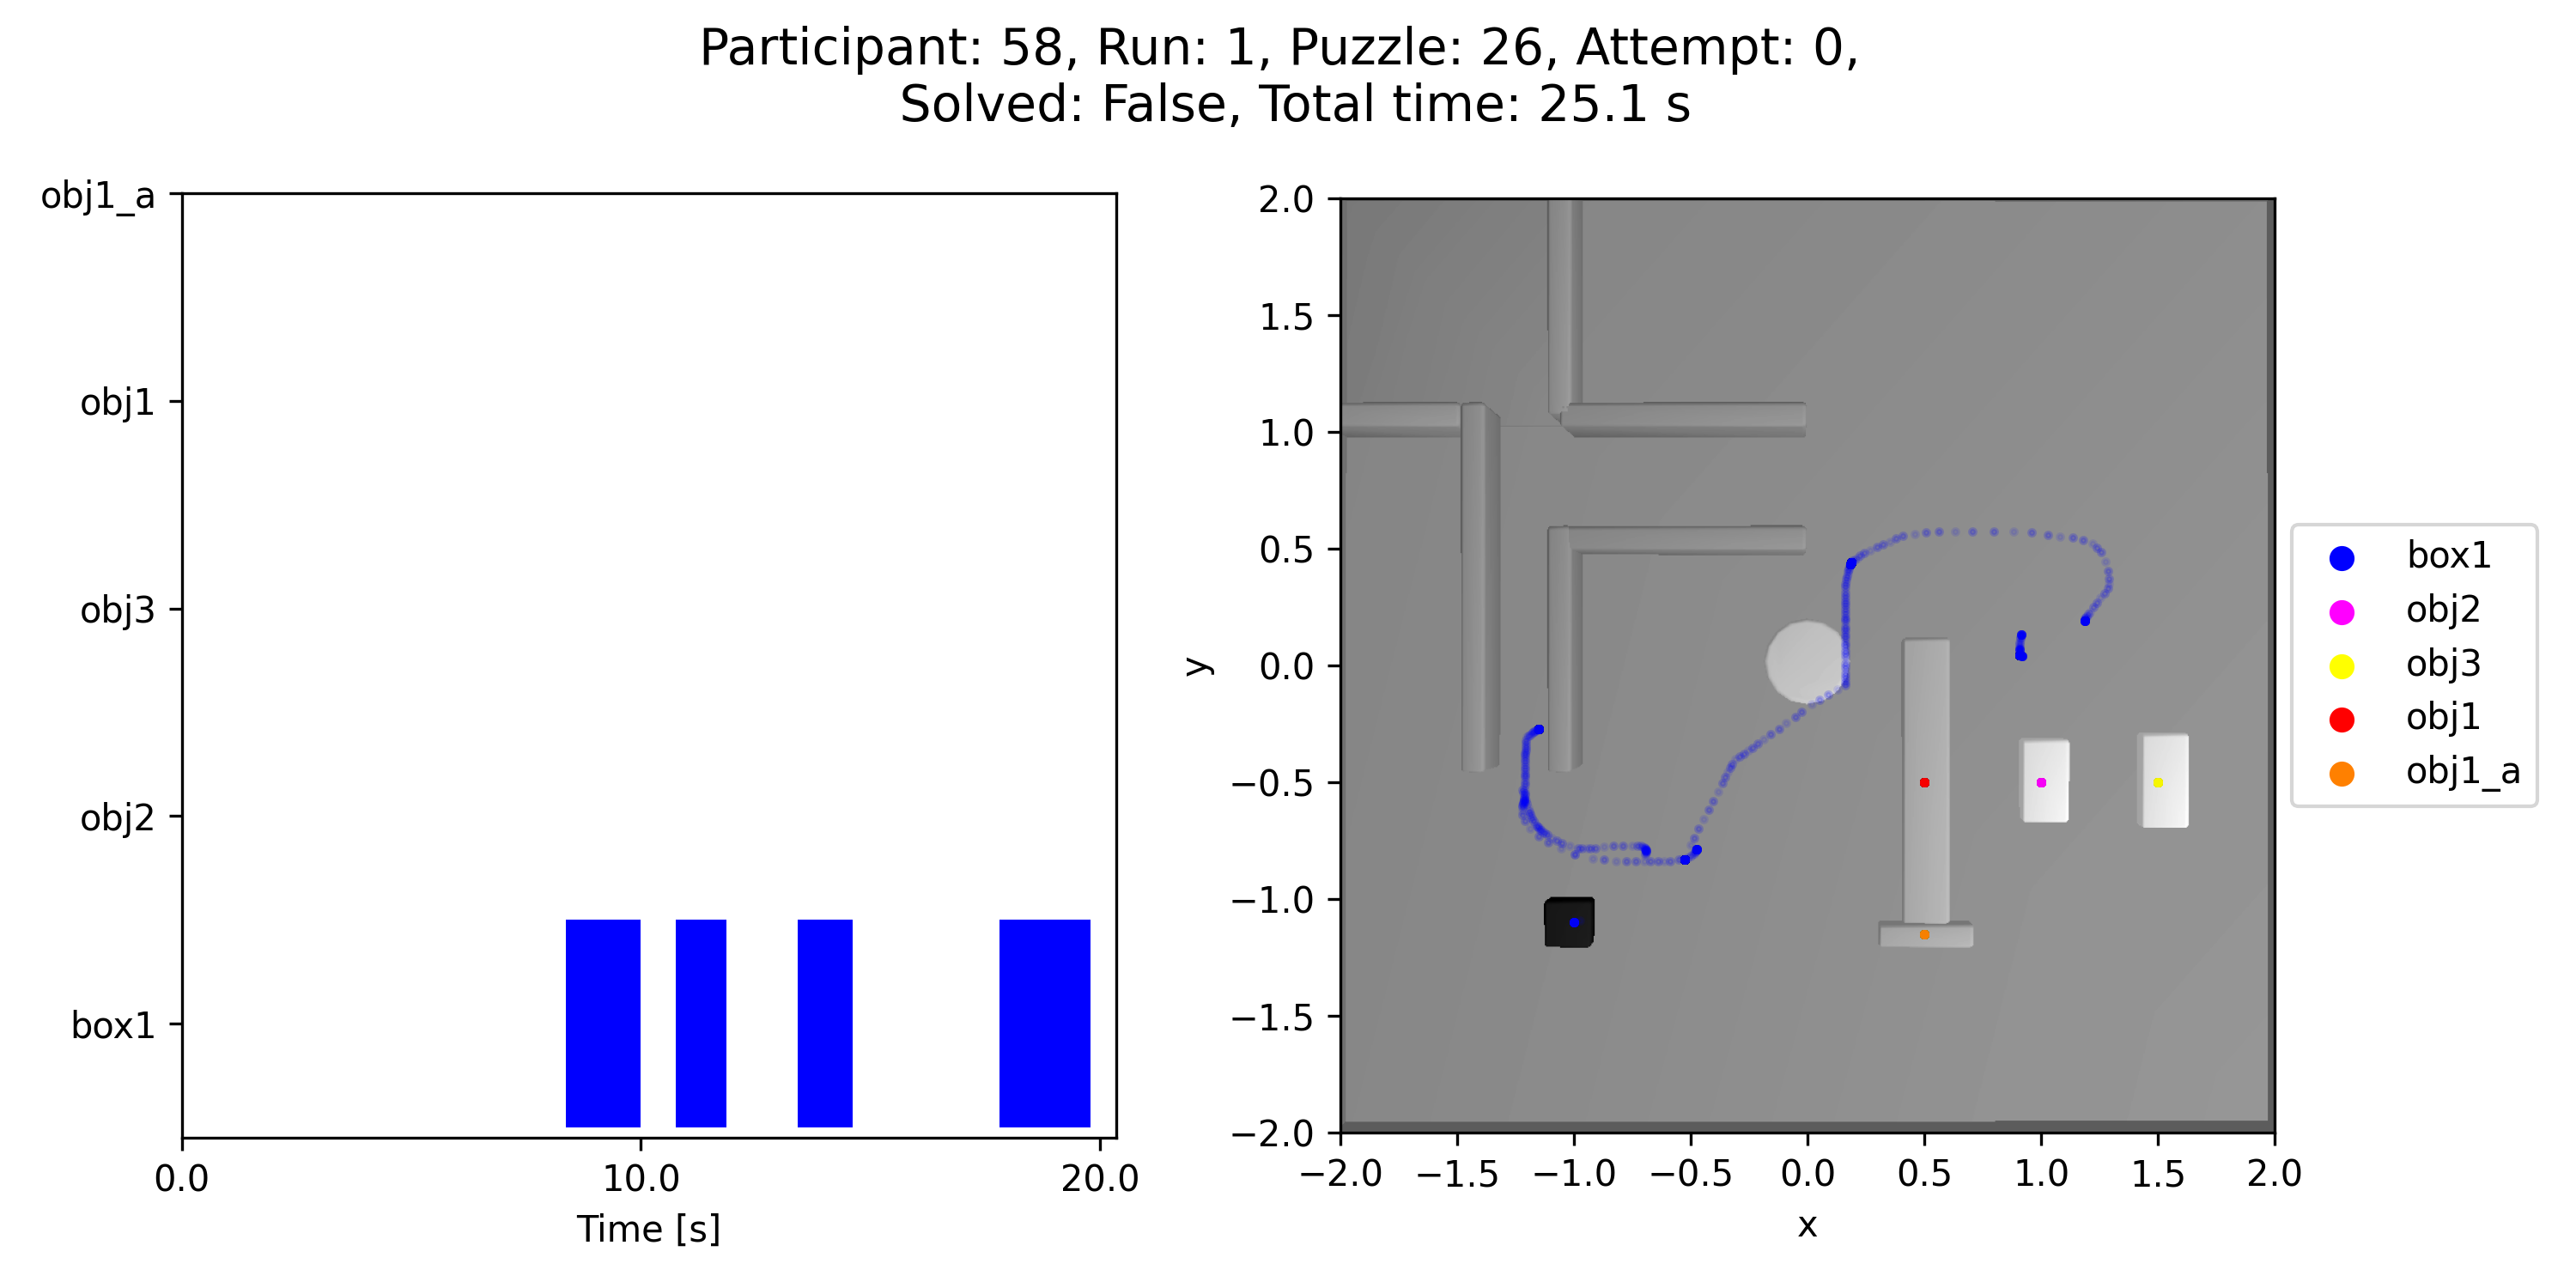 Participant: 58, Run: 1, Puzzle: 26, Attempt: 0,
Solved: False, Total time: 25.1 s
obj1_a
obj1
obj3
obj2
box1
0.0 10.0 20.0
Time [s]
2.0
1.5
1.0
0.5
0.0
−0.5
−1.0
−1.5
−2.0
y
−2.0 −1.5 −1.0 −0.5 0.0 0.5 1.0 1.5 2.0
x
box1
obj2
obj3
obj1
obj1_a